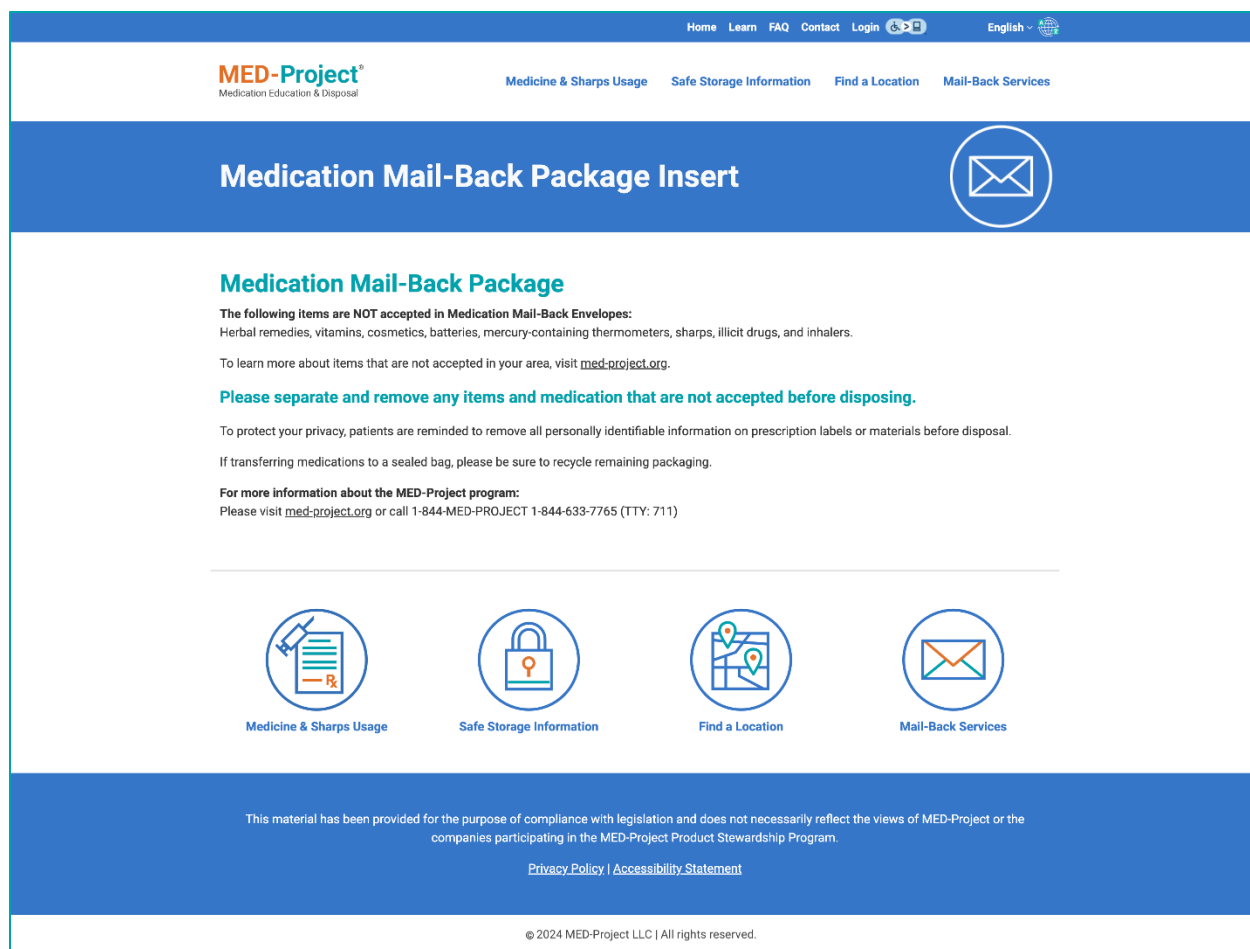 Home Learn FAQ Contact Login English
MED-Project®
Medication Education & Disposal
Medicine & Sharps Usage Safe Storage Information Find a Location Mail-Back Services
Medication Mail-Back Package Insert
Medication Mail-Back Package
The following items are NOT accepted in Medication Mail-Back Envelopes:
Herbal remedies, vitamins, cosmetics, batteries, mercury-containing thermometers, sharps, illicit drugs, and inhalers.
To learn more about items that are not accepted in your area, visit med-project.org.
Please separate and remove any items and medication that are not accepted before disposing.
To protect your privacy, patients are reminded to remove all personally identifiable information on prescription labels or materials before disposal.
If transferring medications to a sealed bag, please be sure to recycle remaining packaging.
For more information about the MED-Project program:
Please visit med-project.org or call 1-844-MED-PROJECT 1-844-633-7765 (TTY: 711)
Rx
Medicine & Sharps Usage Safe Storage Information Find a Location Mail-Back Services
This material has been provided for the purpose of compliance with legislation and does not necessarily reflect the views of MED-Project or the
companies participating in the MED-Project Product Stewardship Program.
Privacy Policy | Accessibility Statement
© 2024 MED-Project LLC | All rights reserved.